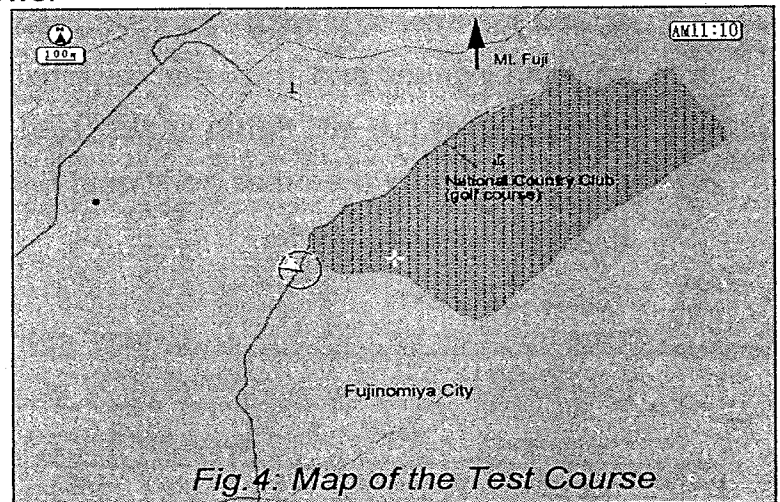 AM11:10
100m
Mt. Fuji
National Country Club
(golf course)
Fujinomiya City
Fig.4: Map of the Test Course